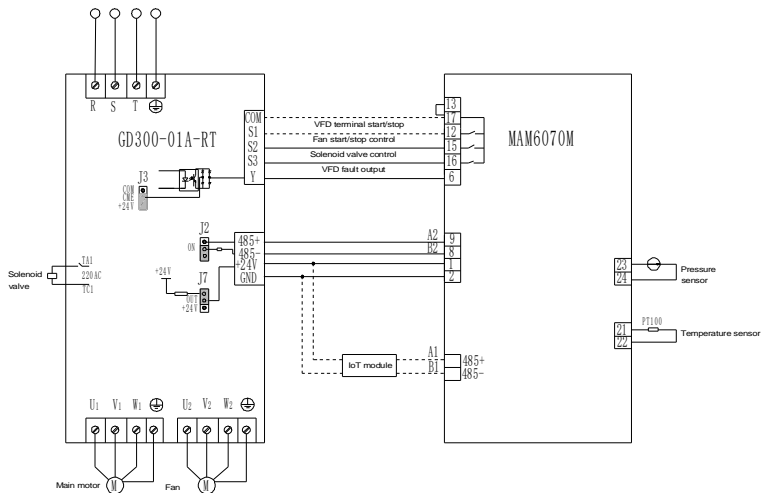 R S T
GD300-01A-RT
MAM6070M
COM
S1
S2
S3
Y
VFD terminal start/stop
Fan start/stop control
Solenoid valve control
VFD fault output
13
17
12
15
16
6
J3
COM
CME
+24V
J2
ON
485+
485-
+24V
GND
A2
B2
9
8
1
2
J7
+24V
OUT
+24V
Solenoid
valve
TA1
220AC
TC1
23
24
Pressure
sensor
21
22
PT100
Temperature sensor
IoT module
A1
B1
485+
485-
U1 V1 W1
U2 V2 W2
Main motor
M
Fan
M